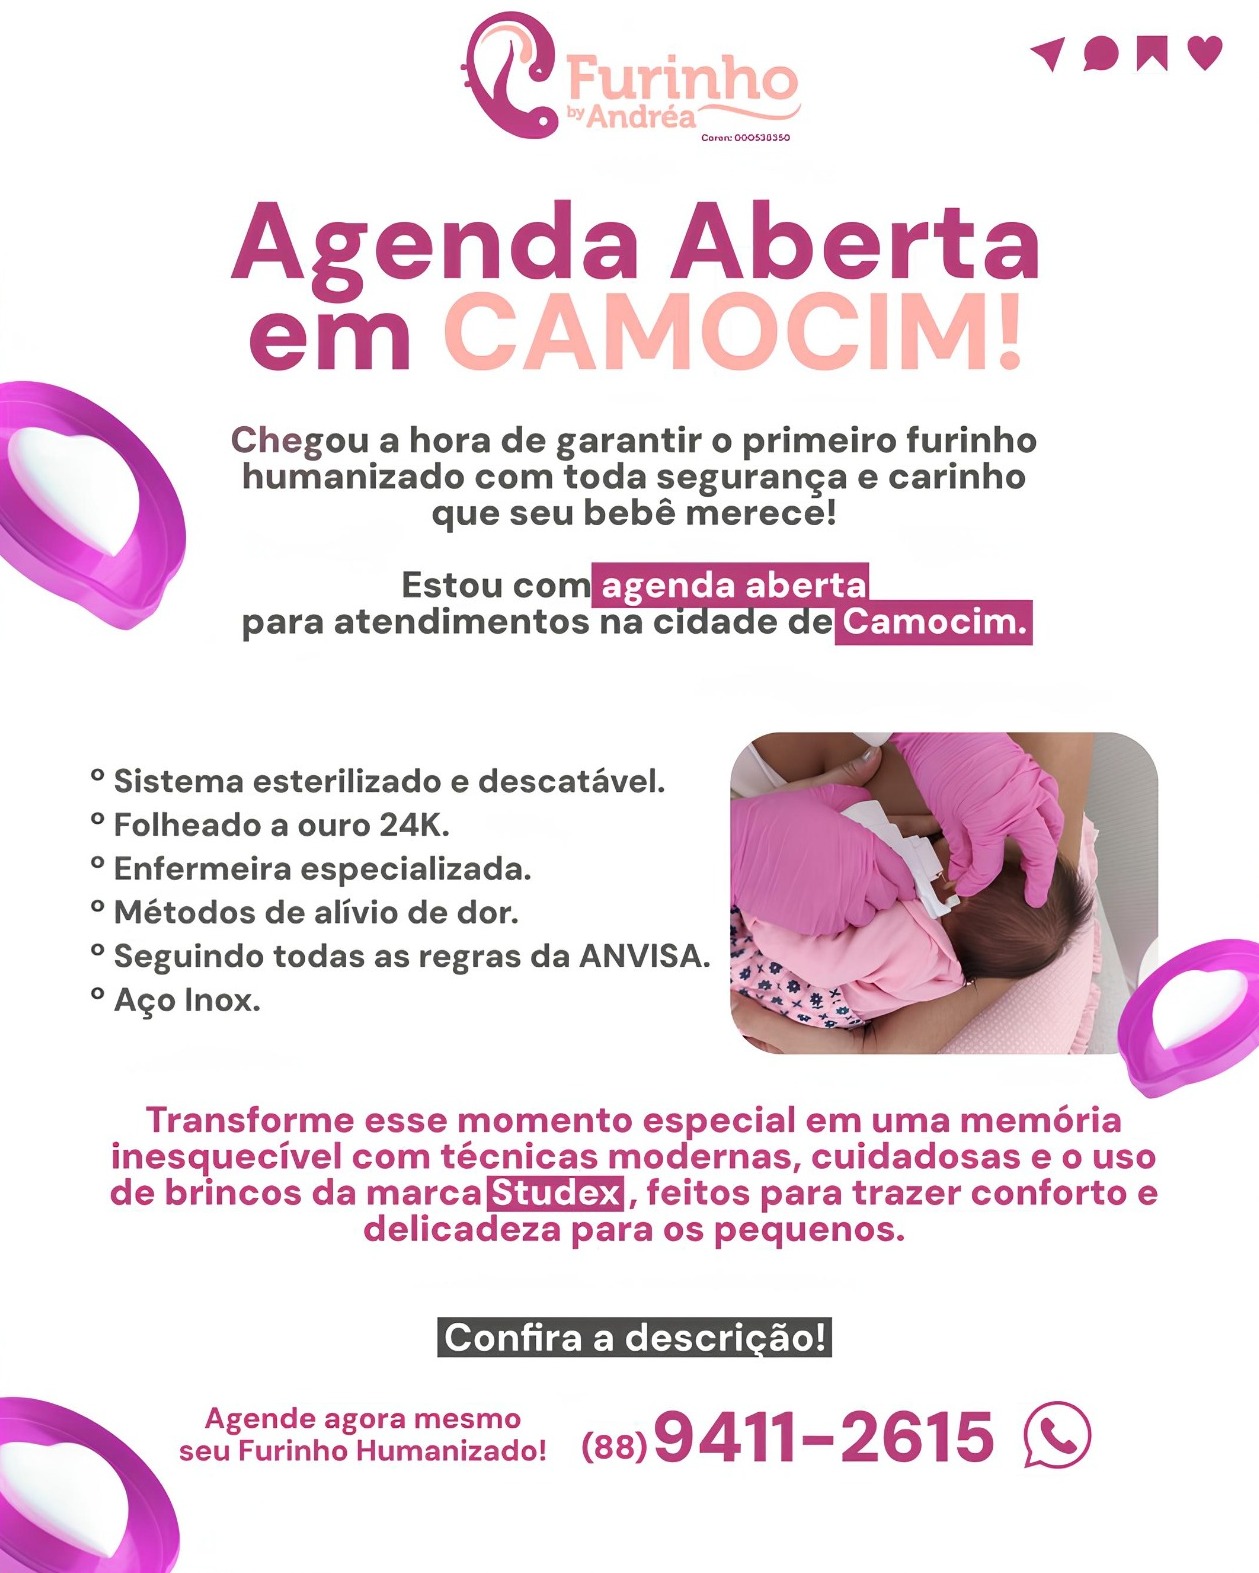 Furinho
by Andréa
Coren: 000538350
Agenda Aberta
em CAMOCIM!
Chegou a hora de garantir o primeiro furinho
humanizado com toda segurança e carinho
que seu bebê merece!
Estou com agenda aberta
para atendimentos na cidade de Camocim.
º Sistema esterilizado e descatável.
º Folheado a ouro 24K.
º Enfermeira especializada.
º Métodos de alívio de dor.
º Seguindo todas as regras da ANVISA.
º Aço Inox.
Transforme esse momento especial em uma memória
inesquecível com técnicas modernas, cuidadosas e o uso
de brincos da marca Studex, feitos para trazer conforto e
delicadeza para os pequenos.
Confira a descrição!
Agende agora mesmo
seu Furinho Humanizado!
(88) 9411-2615